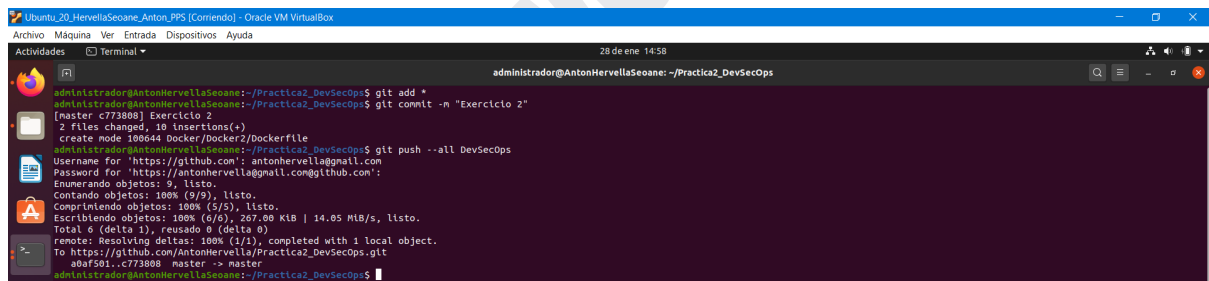 Ubuntu_20_HervellaSeoane_Anton_PPS [Corriendo] - Oracle VM VirtualBox
Archivo Máquina Ver Entrada Dispositivos Ayuda
Actividades Terminal 28 de ene 14:58
administrador@AntonHervellaSeoane: ~/Practica2_DevSecOps
administrador@AntonHervellaSeoane:~/Practica2_DevSecOps$ git add *
administrador@AntonHervellaSeoane:~/Practica2_DevSecOps$ git commit -m "Exercicio 2"
[master c773808] Exercicio 2
2 files changed, 10 insertions(+)
create mode 100644 Docker/Docker2/Dockerfile
administrador@AntonHervellaSeoane:~/Practica2_DevSecOps$ git push --all DevSecOps
Username for 'https://github.com': antonhervella@gmail.com
Password for 'https://antonhervella@gmail.com@github.com':
Enumerando objetos: 9, listo.
Contando objetos: 100% (9/9), listo.
Comprimiendo objetos: 100% (5/5), listo.
Escribiendo objetos: 100% (6/6), 267.00 KiB | 14.05 MiB/s, listo.
Total 6 (delta 1), reusado 0 (delta 0)
remote: Resolving deltas: 100% (1/1), completed with 1 local object.
To https://github.com/AntonHervella/Practica2_DevSecOps.git
a0af501..c773808 master -> master
administrador@AntonHervellaSeoane:~/Practica2_DevSecOps$